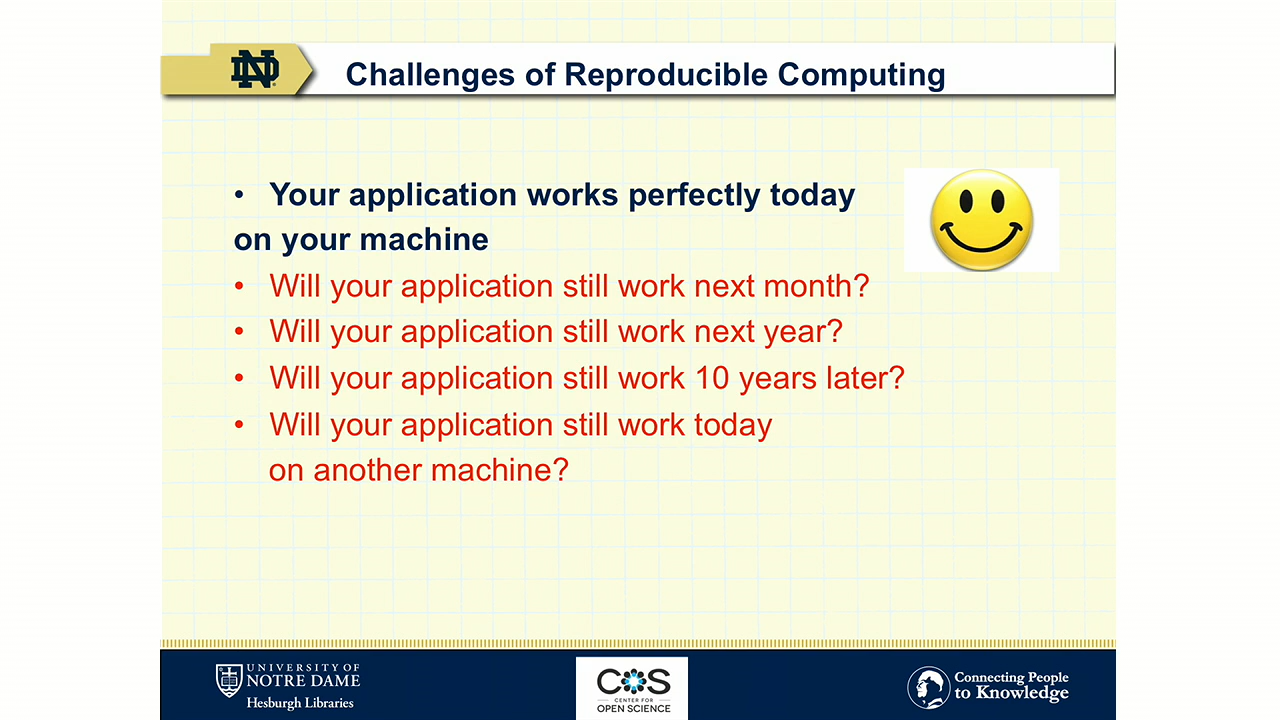 ND
Challenges of Reproducible Computing
• Your application works perfectly today
on your machine
• Will your application still work next month?
• Will your application still work next year?
• Will your application still work 10 years later?
• Will your application still work today
on another machine?
UNIVERSITY OF
NOTRE DAME
Hesburgh Libraries
COS
CENTER FOR
OPEN SCIENCE
Connecting People
to Knowledge